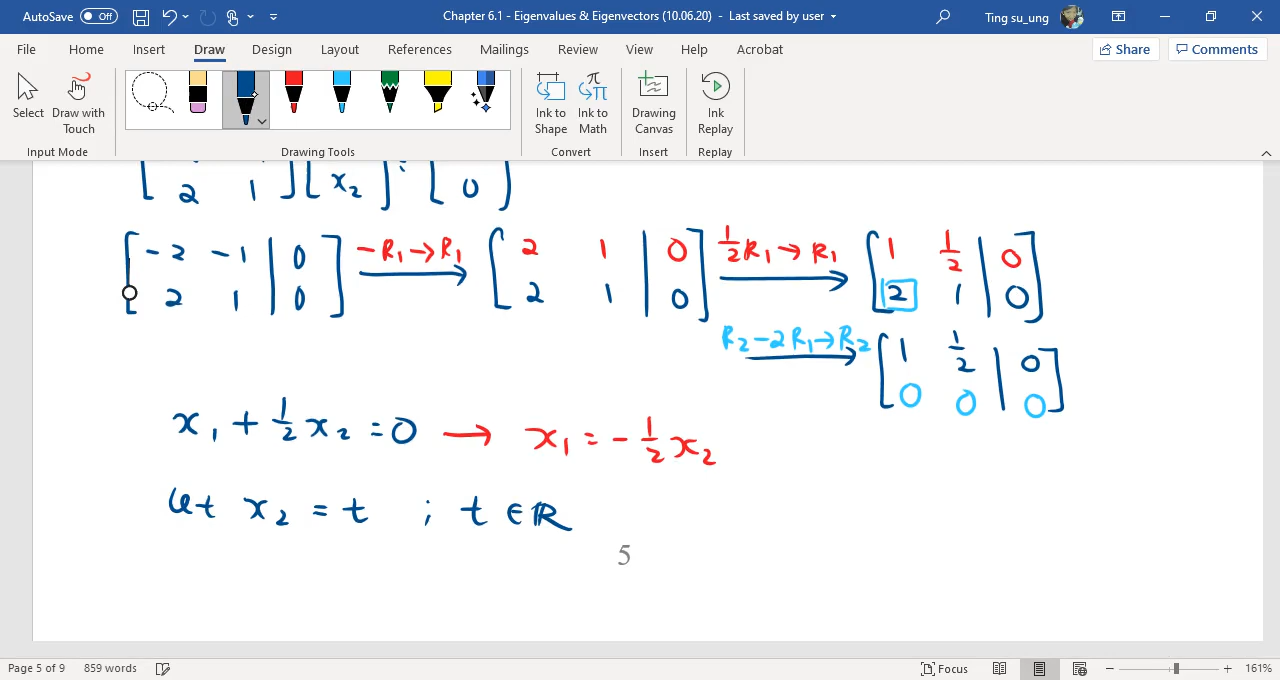 AutoSave Off Chapter 6.1 - Eigenvalues & Eigenvectors (10.06.20) - Last saved by user Ting su_ung
File Home Insert Draw Design Layout References Mailings Review View Help Acrobat Share Comments
Select Draw with Touch Ink to Shape Ink to Math Drawing Canvas Ink Replay
Input Mode Drawing Tools Convert Insert Replay
[ 2 1 ] [ x₂ ] : [ 0 ]
[ -2 -1 | 0 ] -R₁→R₁ [ 2 1 | 0 ] ½R₁→R₁ [ 1 ½ | 0 ]
[ 2 1 | 0 ] [ 2 1 | 0 ] [ 2 1 | 0 ]
R₂-2R₁→R₂ [ 1 ½ | 0 ]
[ 0 0 | 0 ]
x₁ + ½ x₂ = 0 → x₁ = - ½ x₂
let x₂ = t ; t ∈ ℝ
5
Page 5 of 9 859 words Focus 161%